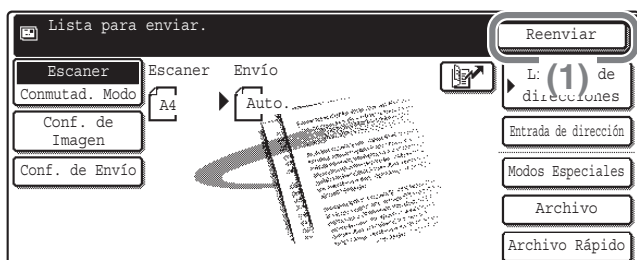 Lista para enviar.
Reenviar
Escaner
Conmutad. Modo
Conf. de
Imagen
Conf. de Envío
Escaner
A4
Envío
Auto.
(1)
de
direcciones
Entrada de dirección
Modos Especiales
Archivo
Archivo Rápido